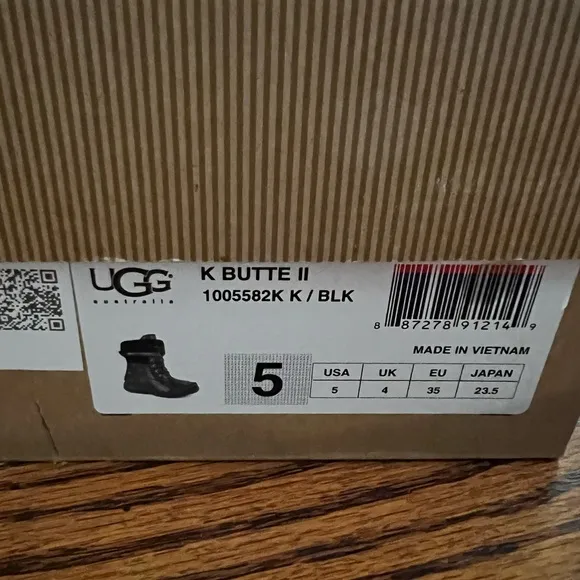 UGG
australia
K BUTTE II
1005582K K / BLK
8 87278 91214 9
MADE IN VIETNAM
5
USA UK EU JAPAN
5 4 35 23.5